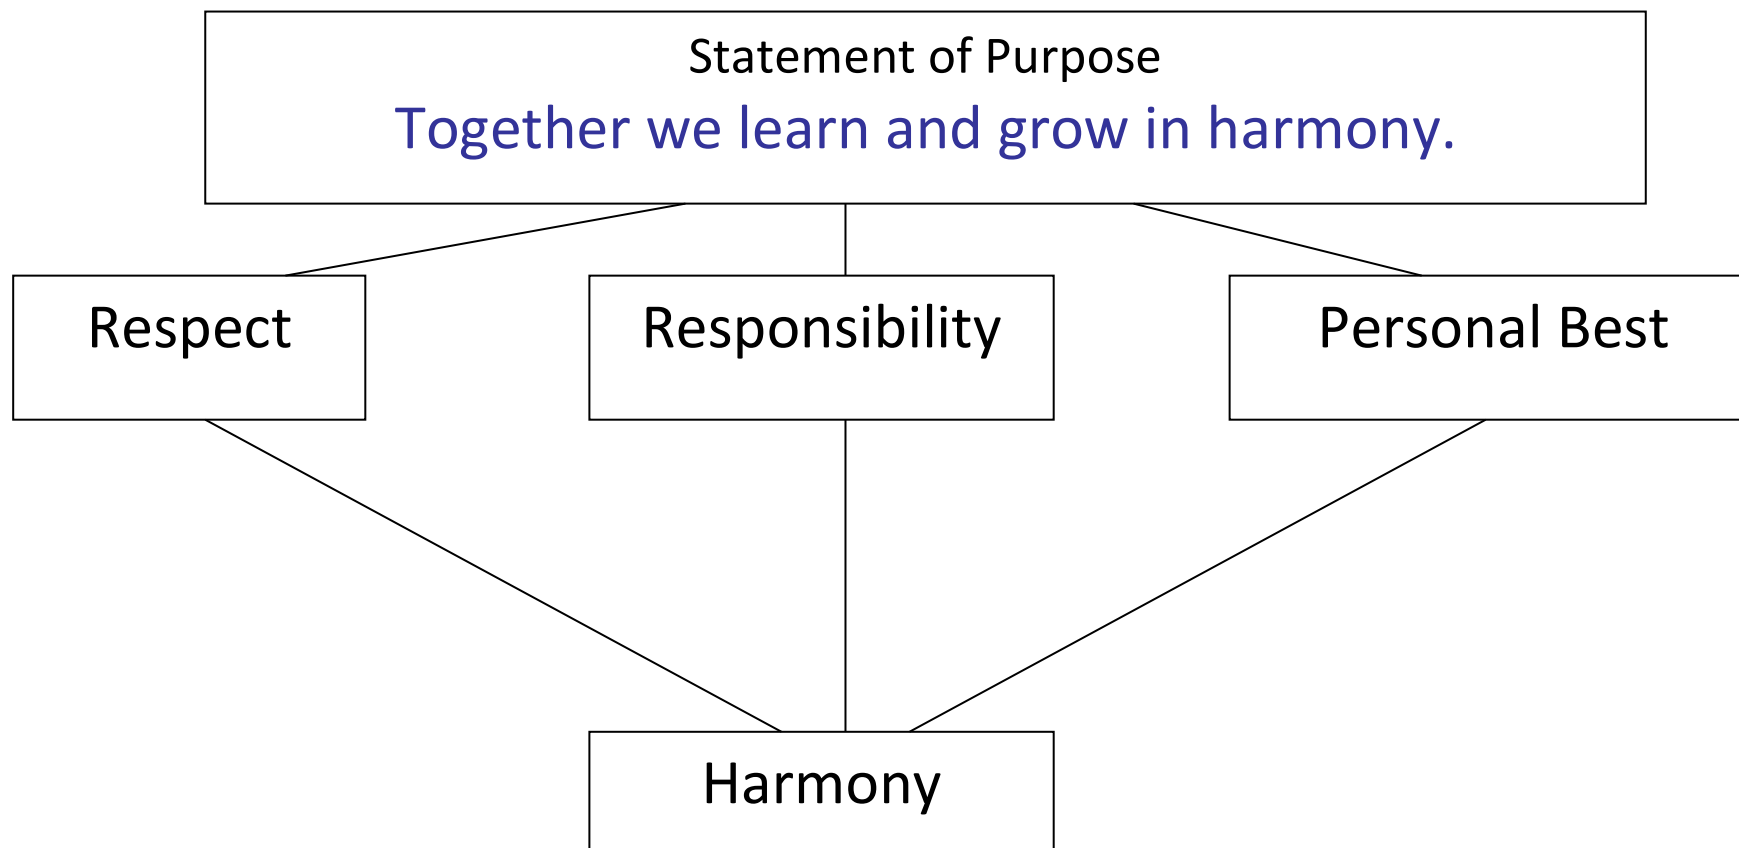 Statement of Purpose
Together we learn and grow in harmony.
Respect
Responsibility
Personal Best
Harmony